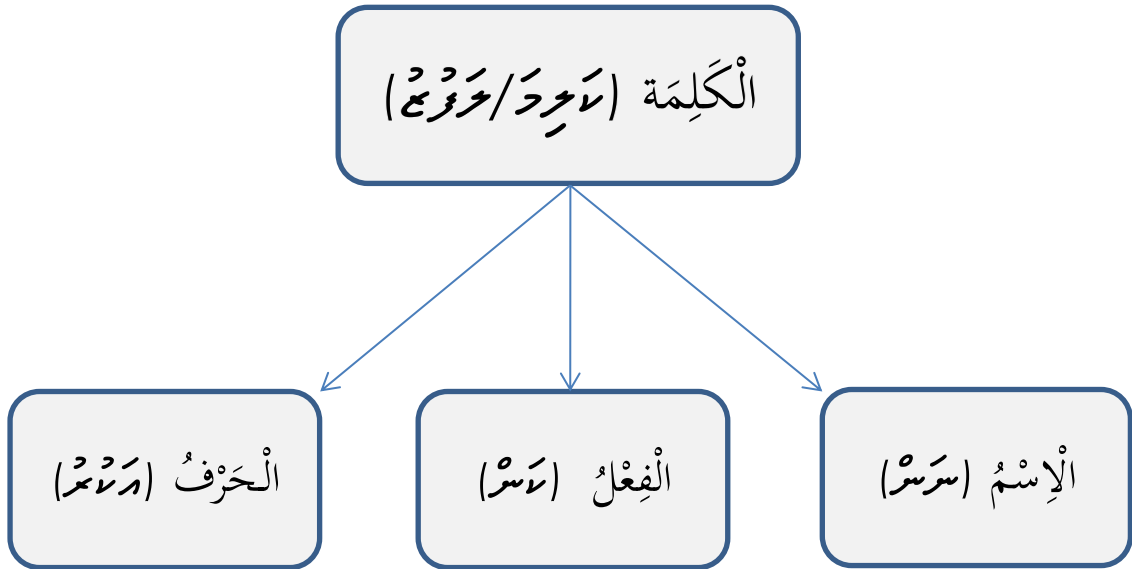 الْكَلِمَة (ކަލިމަ/ލަފުޒު)
الْاِسْمُ (ނަން)
الْفِعْلُ (ކަން)
الْحَرْفُ (އަކުރު)